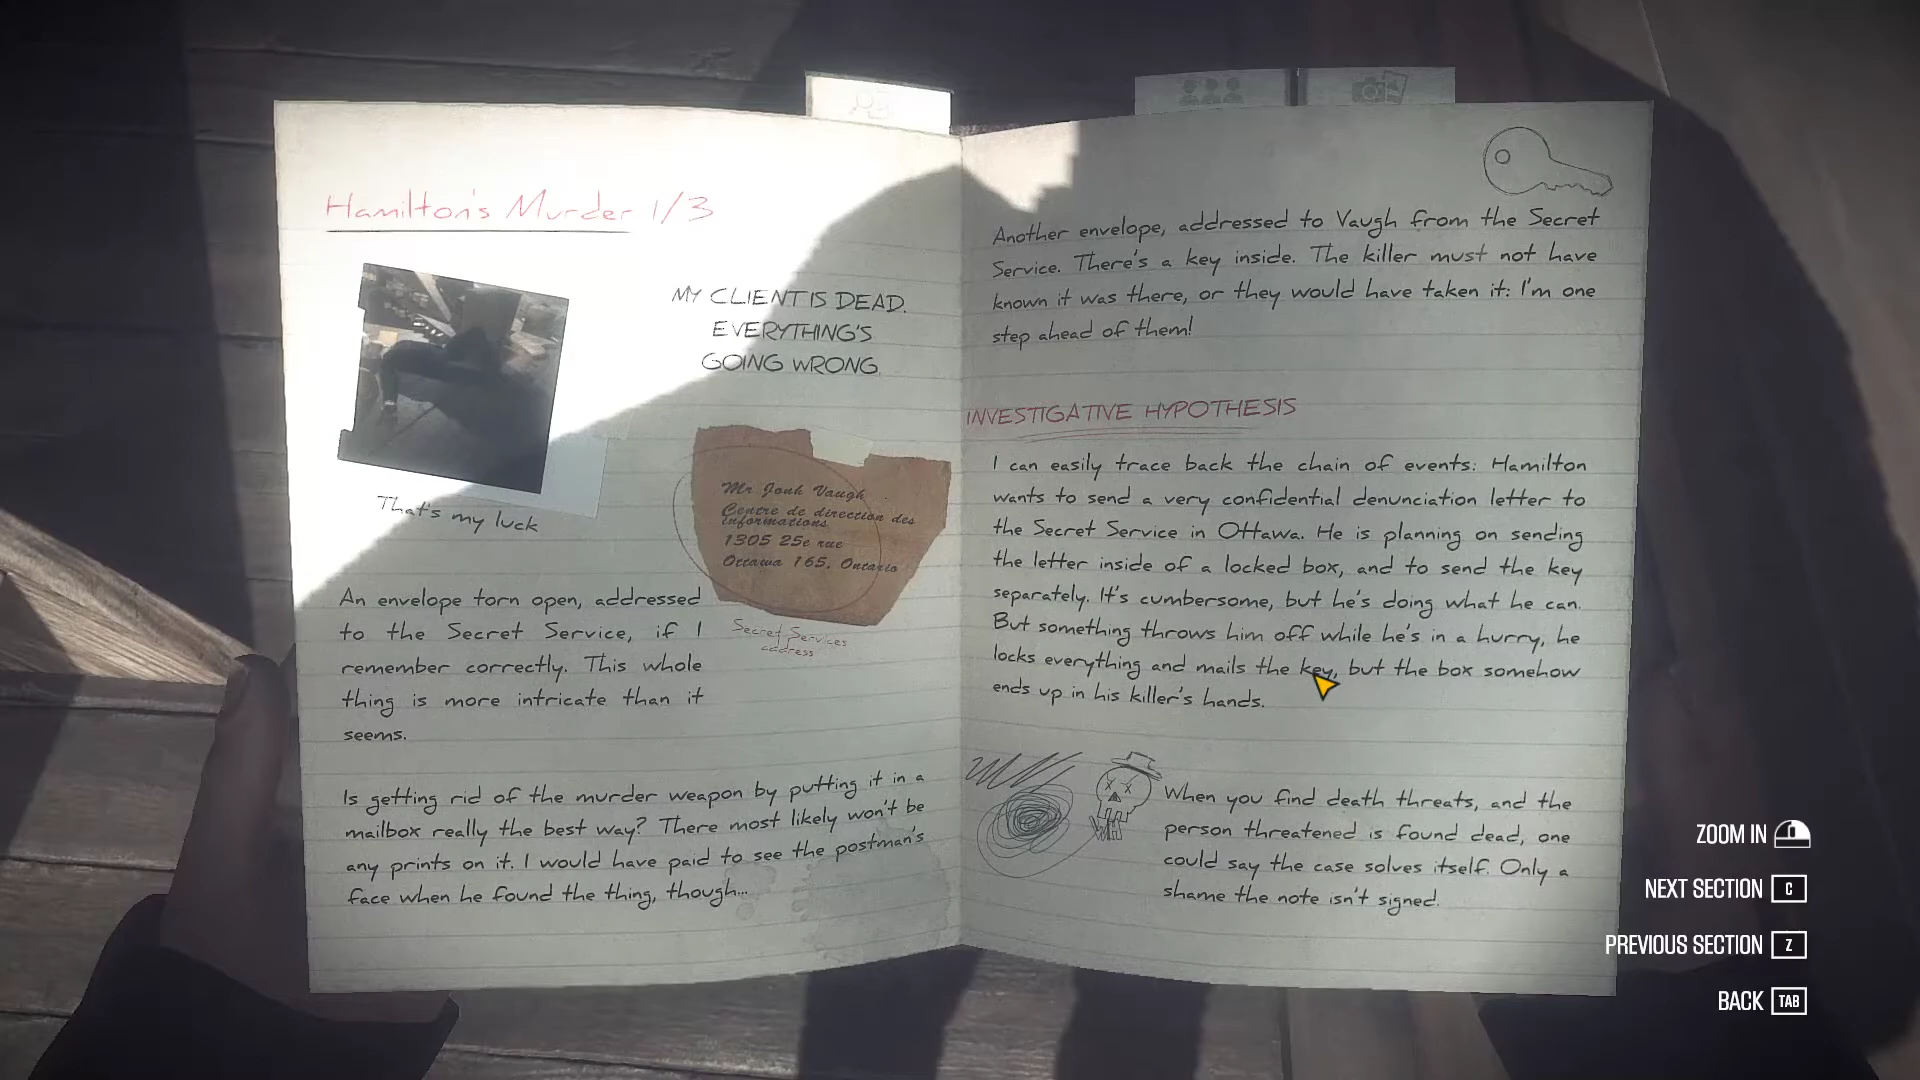 Hamilton's Murder 1/3
MY CLIENT IS DEAD.
EVERYTHING'S
GOING WRONG
That's my luck
Mr Jonh Vaugh
Centre de direction des
informations
1305 25e rue
Ottawa 165, Ontario
Secret Services
address
An envelope torn open, addressed
to the Secret Service, if I
remember correctly. This whole
thing is more intricate than it
seems.
Is getting rid of the murder weapon by putting it in a
mailbox really the best way? There most likely won't be
any prints on it. I would have paid to see the postman's
face when he found the thing, though...
Another envelope, addressed to Vaugh from the Secret
Service. There's a key inside. The killer must not have
known it was there, or they would have taken it: I'm one
step ahead of them!
INVESTIGATIVE HYPOTHESIS
I can easily trace back the chain of events: Hamilton
wants to send a very confidential denunciation letter to
the Secret Service in Ottawa. He is planning on sending
the letter inside of a locked box, and to send the key
separately. It's cumbersome, but he's doing what he can.
But something throws him off while he's in a hurry, he
locks everything and mails the key, but the box somehow
ends up in his killer's hands.
When you find death threats, and the
person threatened is found dead, one
could say the case solves itself. Only a
shame the note isn't signed.
ZOOM IN
NEXT SECTION C
PREVIOUS SECTION Z
BACK TAB